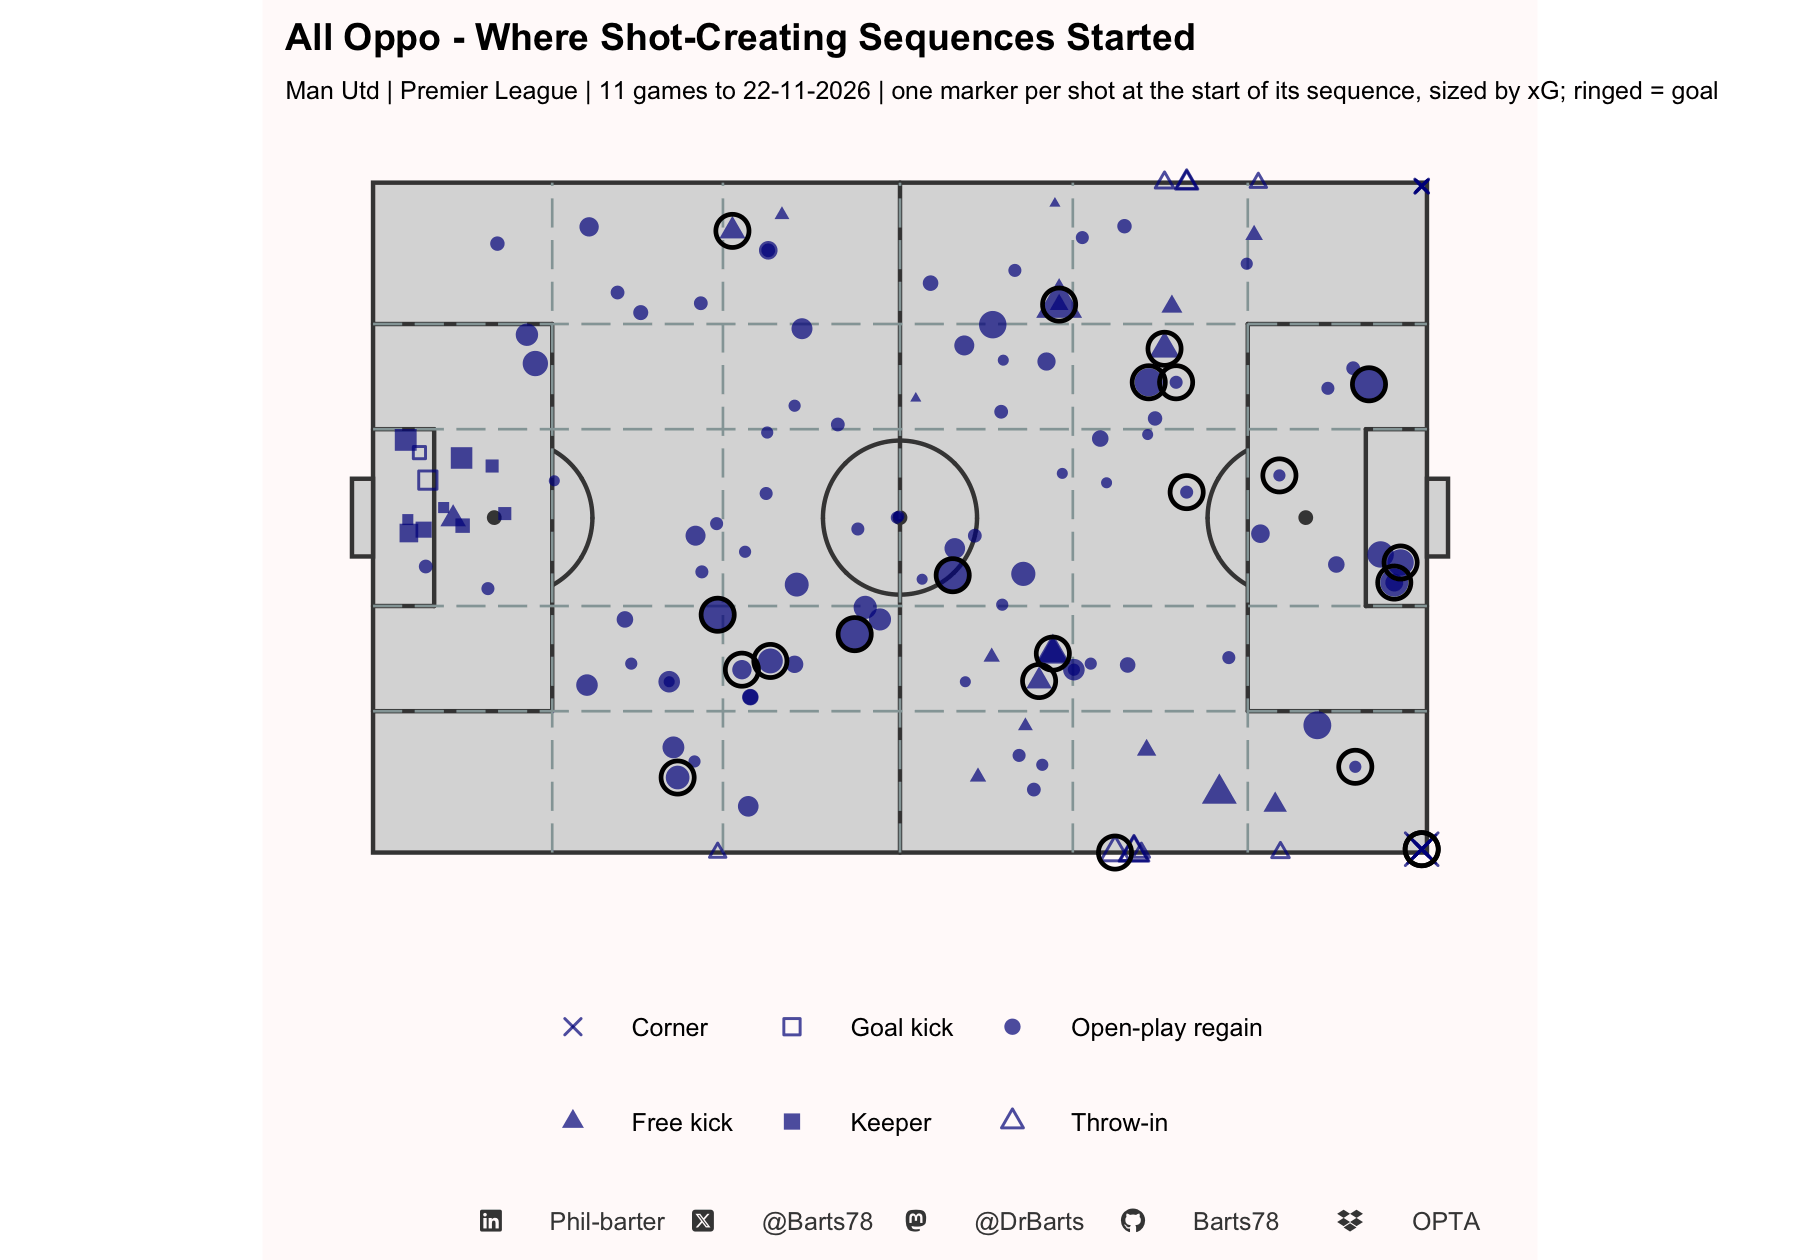 All Oppo - Where Shot-Creating Sequences Started
Man Utd | Premier League | 11 games to 22-11-2026 | one marker per shot at the start of its sequence, sized by xG; ringed = goal
Corner
Goal kick
Open-play regain
Free kick
Keeper
Throw-in
Phil-barter
@Barts78
@DrBarts
Barts78
OPTA